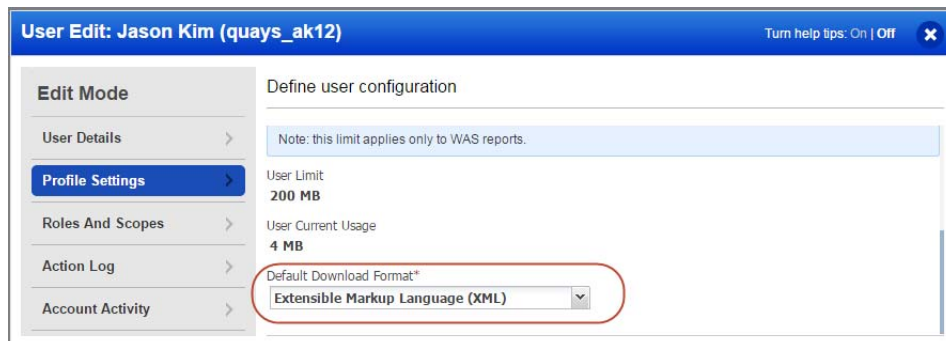 User Edit: Jason Kim (quays_ak12)
Turn help tips: On | Off
Edit Mode
User Details
Profile Settings
Roles And Scopes
Action Log
Account Activity
Define user configuration
Note: this limit applies only to WAS reports.
User Limit
200 MB
User Current Usage
4 MB
Default Download Format*
Extensible Markup Language (XML)